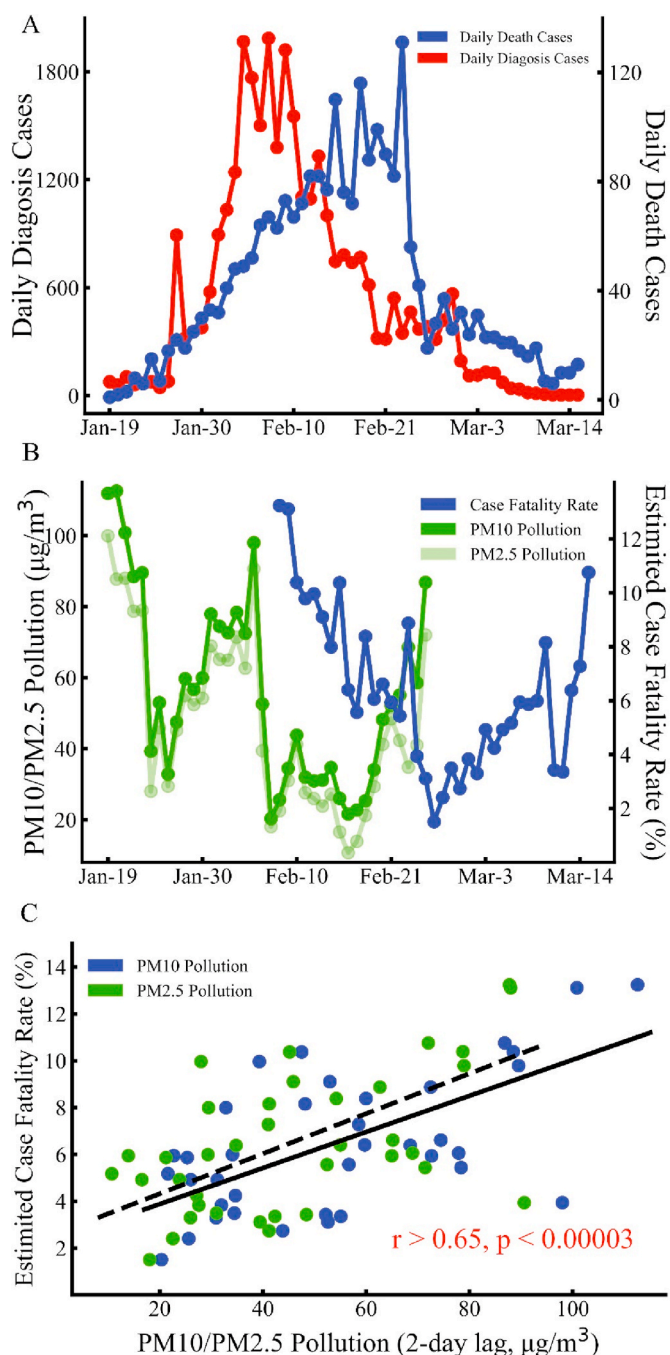 A
Daily Death Cases
Daily Diagosis Cases
1800
1200
600
0
120
80
40
0
Daily Diagosis Cases
Daily Death Cases
Jan-19 Jan-30 Feb-10 Feb-21 Mar-3 Mar-14
B
Case Fatality Rate
PM10 Pollution
PM2.5 Pollution
100
80
60
40
20
12
10
8
6
4
2
PM10/PM2.5 Pollution (μg/m³)
Estimited Case Fatality Rate (%)
Jan-19 Jan-30 Feb-10 Feb-21 Mar-3 Mar-14
C
PM10 Pollution
PM2.5 Pollution
14
12
10
8
6
4
2
Estimited Case Fatality Rate (%)
r > 0.65, p < 0.00003
20 40 60 80 100
PM10/PM2.5 Pollution (2-day lag, μg/m³)